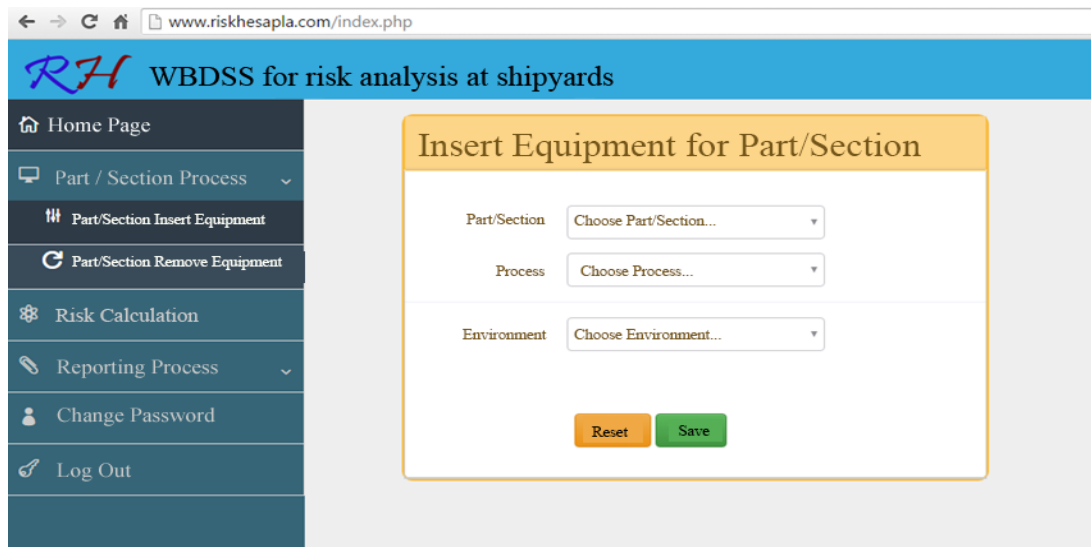 www.riskhesapla.com/index.php
RH WBDSS for risk analysis at shipyards
Home Page
Part / Section Process
Part/Section Insert Equipment
Part/Section Remove Equipment
Risk Calculation
Reporting Process
Change Password
Log Out
Insert Equipment for Part/Section
Part/Section Choose Part/Section...
Process Choose Process...
Environment Choose Environment...
Reset Save